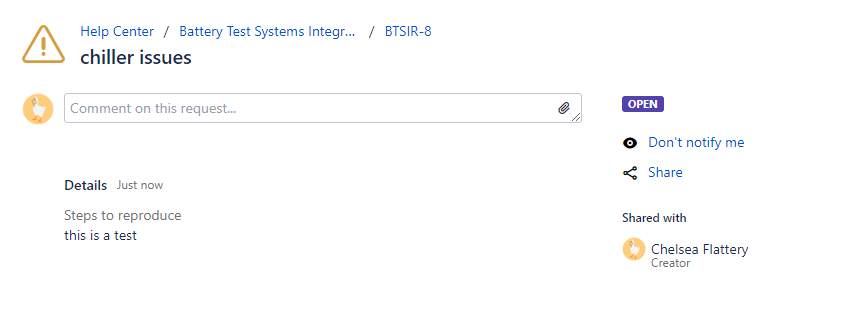 Help Center / Battery Test Systems Integr... / BTSIR-8
chiller issues
Comment on this request...
OPEN
Don't notify me
Share
Details Just now
Steps to reproduce
this is a test
Shared with
Chelsea Flattery
Creator